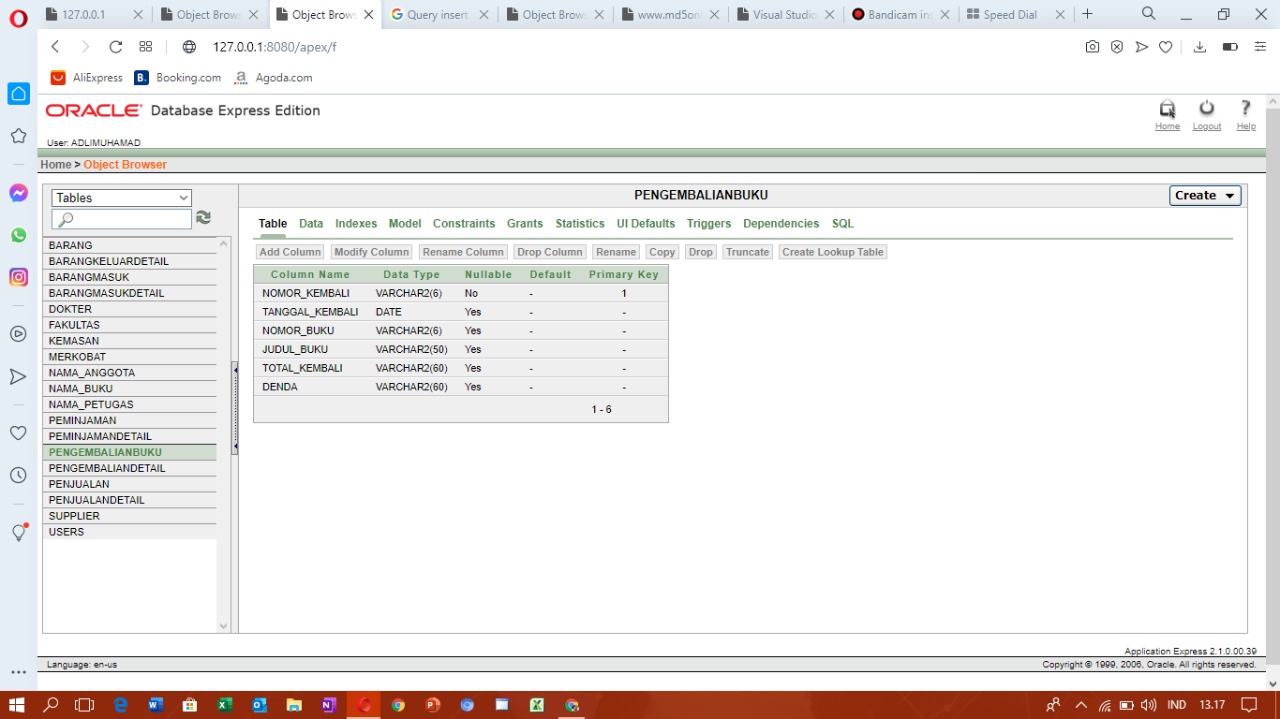 127.0.0.1
Object Brows
Object Brows
Query insert
Object Brow
www.md5onl
Visual Studio
Bandicam ins
Speed Dial
127.0.0.1:8080/apex/f
AliExpress
B.
Booking.com
a
Agoda.com
ORACLE Database Express Edition
Home
Logout
Help
User: ADLIMUHAMAD
Home > Object Browser
Tables
PENGEMBALIANBUKU
Create
Table Data Indexes Model Constraints Grants Statistics UI Defaults Triggers Dependencies SQL
Add Column Modify Column Rename Column Drop Column Rename Copy Drop Truncate Create Lookup Table
Column Name Data Type Nullable Default Primary Key
NOMOR_KEMBALI VARCHAR2(6) No - 1
TANGGAL_KEMBALI DATE Yes - -
NOMOR_BUKU VARCHAR2(6) Yes - -
JUDUL_BUKU VARCHAR2(50) Yes - -
TOTAL_KEMBALI VARCHAR2(60) Yes - -
DENDA VARCHAR2(60) Yes - -
1 - 6
BARANG
BARANGKELUARDETAIL
BARANGMASUK
BARANGMASUKDETAIL
DOKTER
FAKULTAS
KEMASAN
MERKOBAT
NAMA_ANGGOTA
NAMA_BUKU
NAMA_PETUGAS
PEMINJAMAN
PEMINJAMANDETAIL
PENGEMBALIANBUKU
PENGEMBALIANDETAIL
PENJUALAN
PENJUALANDETAIL
SUPPLIER
USERS
Application Express 2.1.0.00.39
Language: en-us
Copyright © 1999, 2006, Oracle. All rights reserved.
IND
13.17